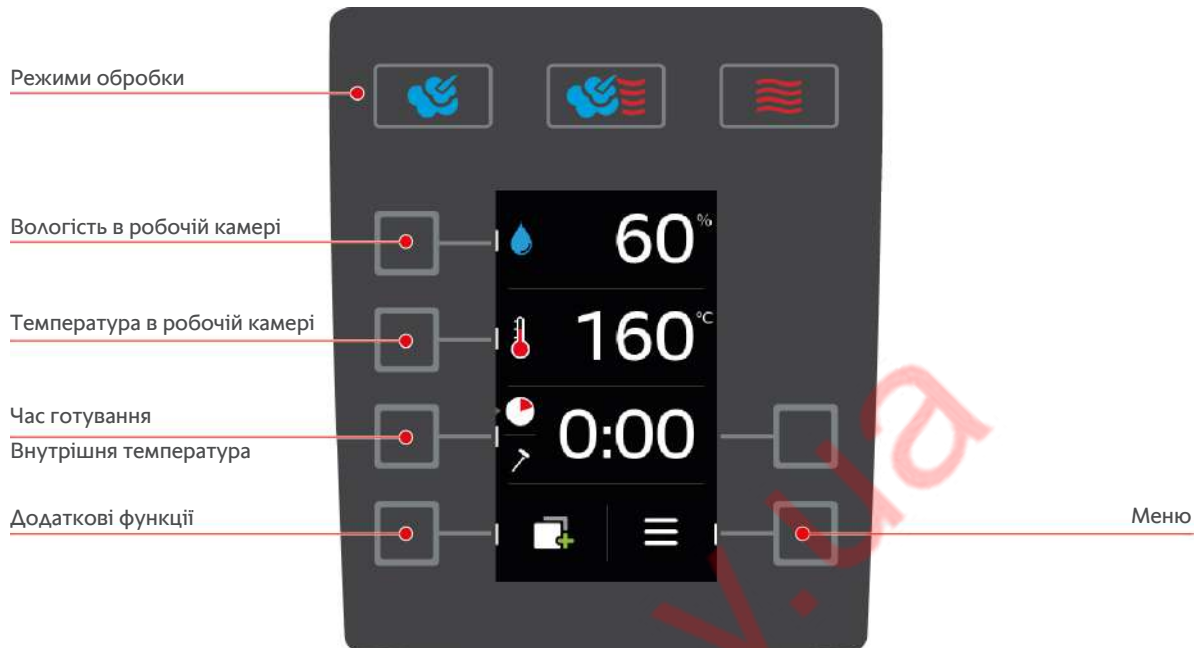 Режими обробки
Вологість в робочій камері
60 %
Температура в робочій камері
160 °C
Час готування
Внутрішня температура
0:00
Додаткові функції
Меню
v.ua